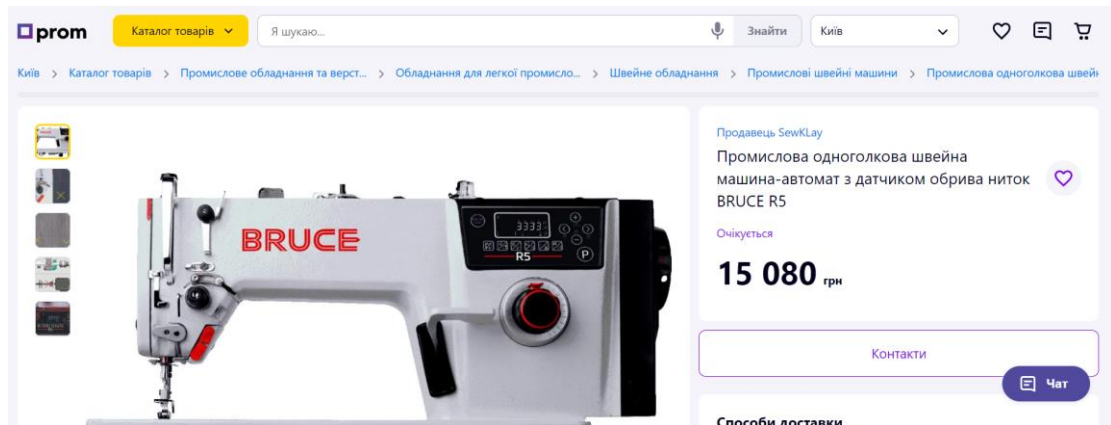 prom
Каталог товарів
Я шукаю...
Знайти
Київ
Київ > Каталог товарів > Промислове обладнання та верст... > Обладнання для легкої промисло... > Швейне обладнання > Промислові швейні машини > Промислова одноголкова швейн
Продавець SewKLay
Промислова одноголкова швейна
машина-автомат з датчиком обрива ниток
BRUCE R5
Очікується
15 080 грн
Контакти
Чат
Способи доставки
BRUCE
3333
R5
P